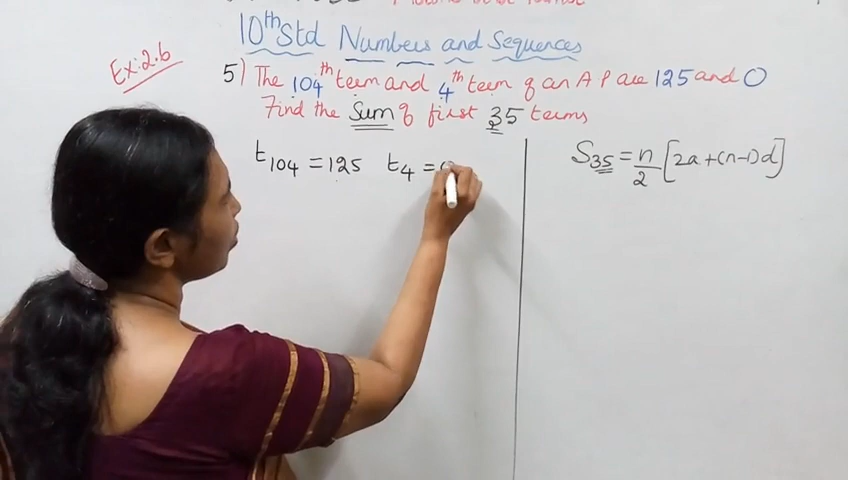 10th Std Numbers and Sequences
Ex:2.6
5) The 104th term and 4th term of an A P are 125 and 0
Find the Sum of first 35 terms
t104 = 125 t4 =
S35 = n/2 [2a+(n-1)d]